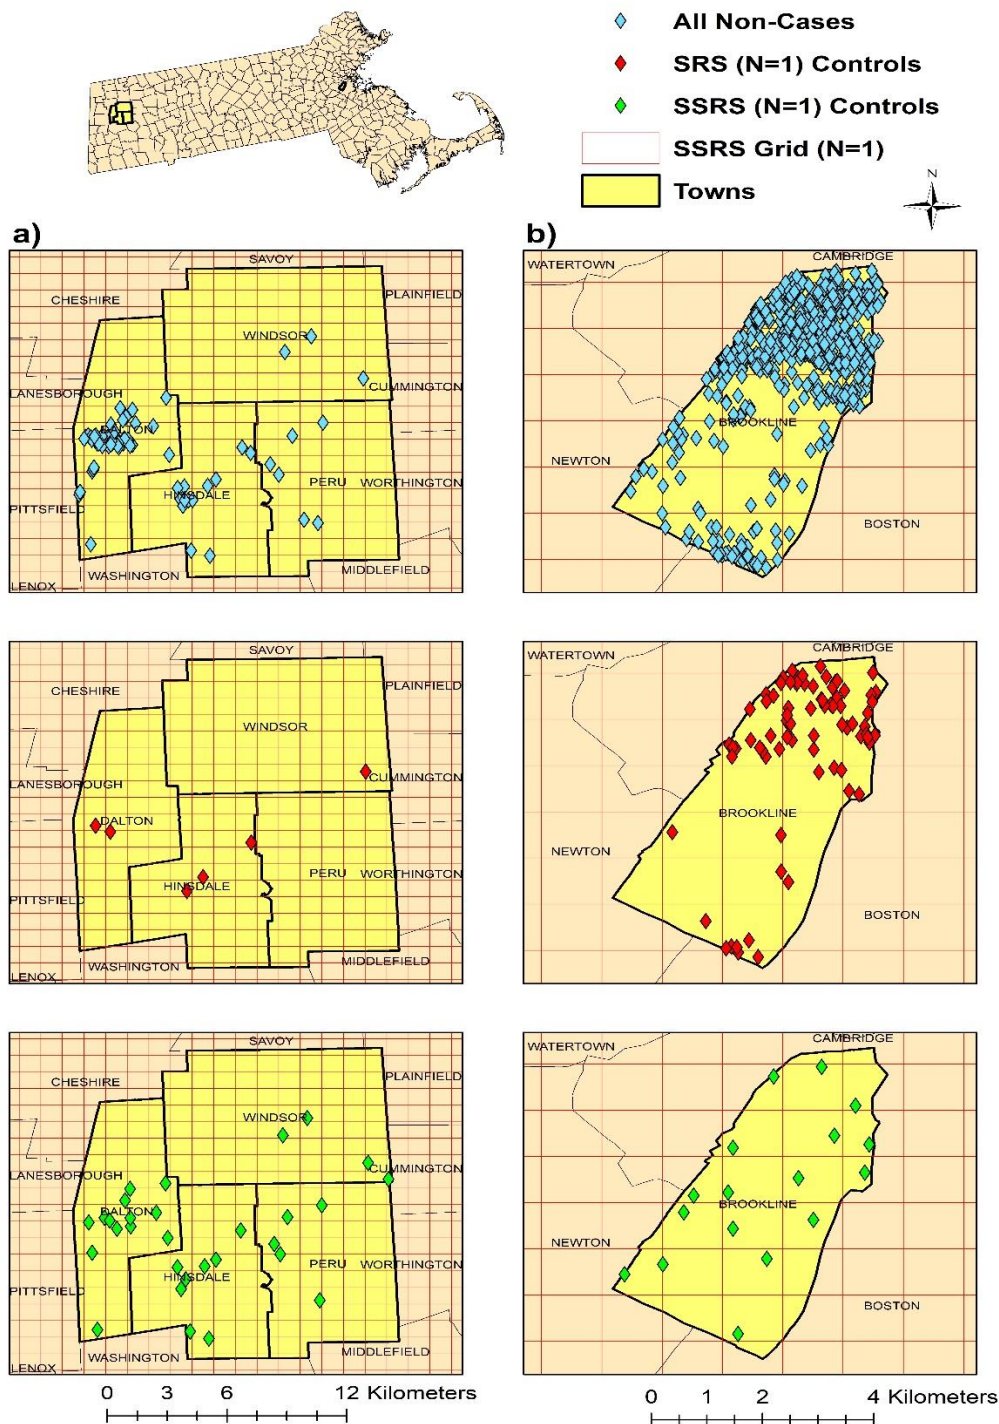 All Non-Cases
SRS (N=1) Controls
SSRS (N=1) Controls
SSRS Grid (N=1)
Towns
N
a)
SAVOY
CHESHIRE
PLAINFIELD
WINDSOR
LANESBOROUGH
CUMMINGTON
DALTON
HINSDALE
PERU
WORTHINGTON
PITTSFIELD
WASHINGTON
MIDDLEFIELD
LENOX
b)
CAMBRIDGE
WATERTOWN
BROOKLINE
NEWTON
BOSTON
SAVOY
CHESHIRE
PLAINFIELD
WINDSOR
LANESBOROUGH
CUMMINGTON
DALTON
HINSDALE
PERU
WORTHINGTON
PITTSFIELD
WASHINGTON
MIDDLEFIELD
LENOX
CAMBRIDGE
WATERTOWN
BROOKLINE
NEWTON
BOSTON
SAVOY
CHESHIRE
PLAINFIELD
WINDSOR
LANESBOROUGH
CUMMINGTON
DALTON
HINSDALE
PERU
WORTHINGTON
PITTSFIELD
WASHINGTON
MIDDLEFIELD
LENOX
CAMBRIDGE
WATERTOWN
BROOKLINE
NEWTON
BOSTON
0 3 6 12 Kilometers
0 1 2 4 Kilometers